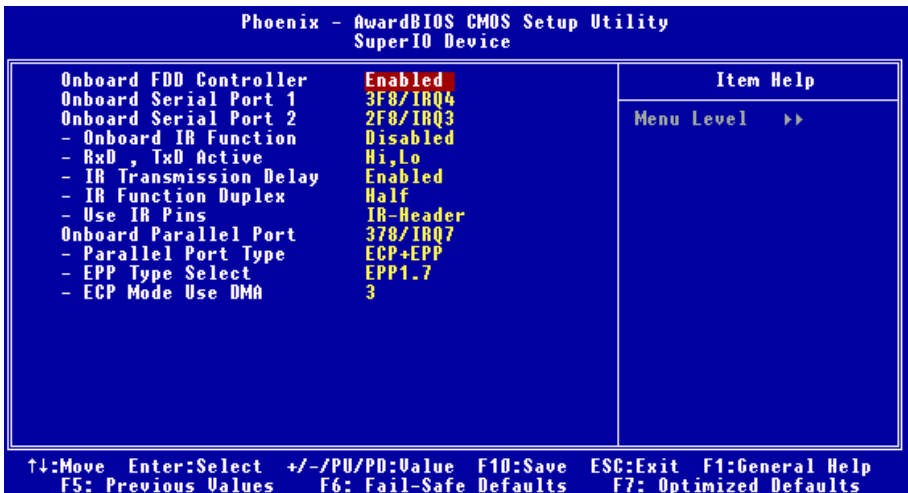 Phoenix - AwardBIOS CMOS Setup Utility
SuperIO Device
Onboard FDD Controller Enabled
Onboard Serial Port 1 3F8/IRQ4
Onboard Serial Port 2 2F8/IRQ3
- Onboard IR Function Disabled
- RxD , TxD Active Hi,Lo
- IR Transmission Delay Enabled
- IR Function Duplex Half
- Use IR Pins IR-Header
Onboard Parallel Port 378/IRQ7
- Parallel Port Type ECP+EPP
- EPP Type Select EPP1.7
- ECP Mode Use DMA 3
Item Help
Menu Level ▸▸
↑↓:Move Enter:Select +/-/PU/PD:Value F10:Save ESC:Exit F1:General Help
F5: Previous Values F6: Fail-Safe Defaults F7: Optimized Defaults